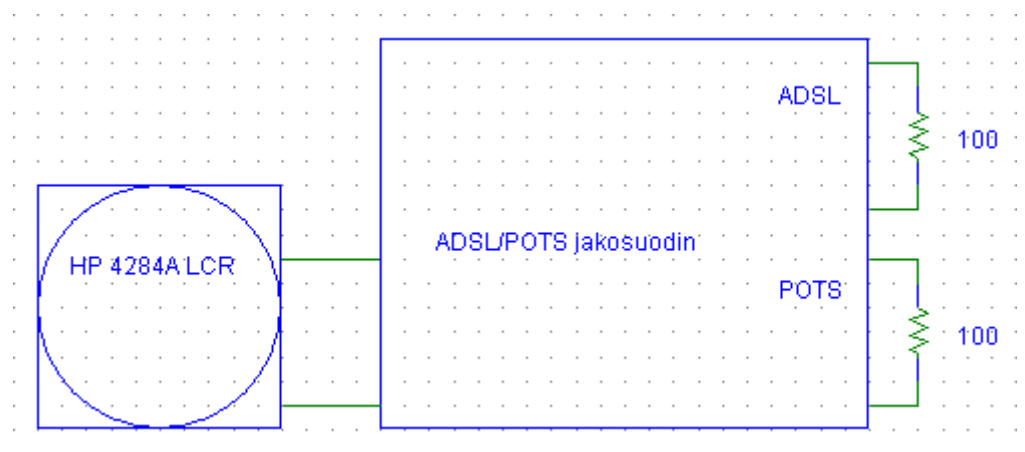 ADSL
100
ADSL/POTS jakosuodin
HP 4284A LCR
POTS
100